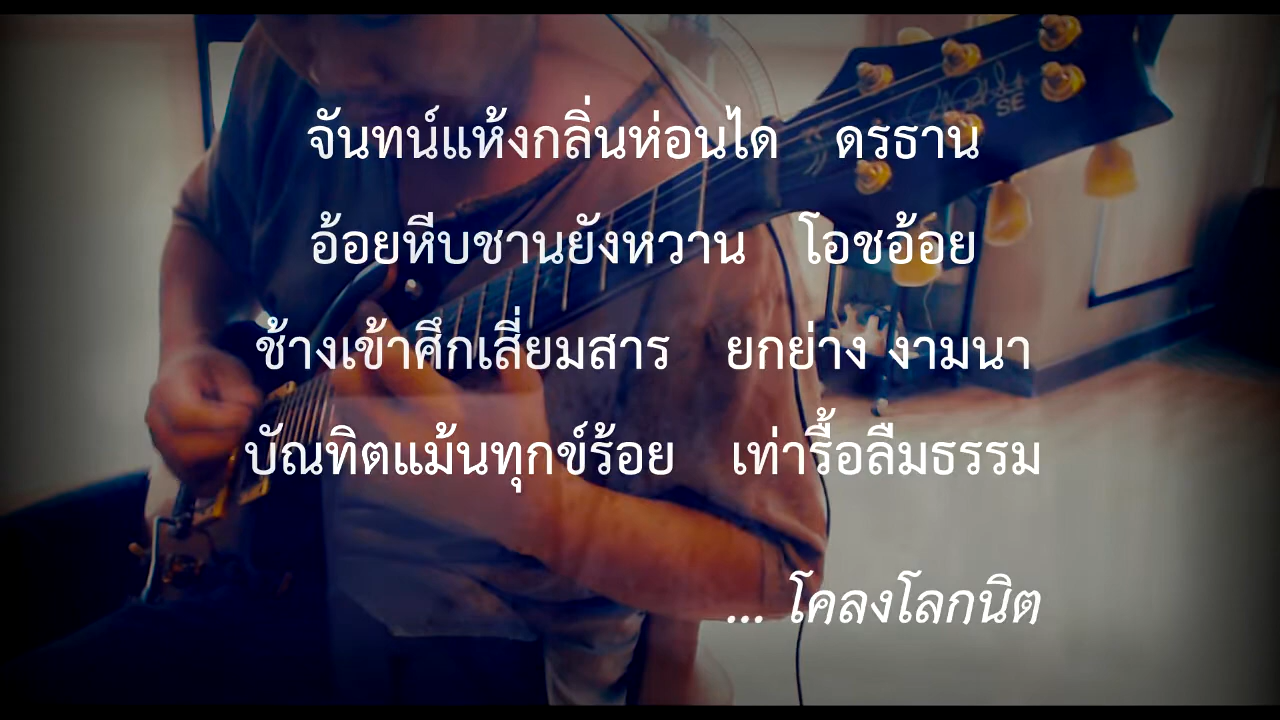 SE
จันทน์แห้งกลิ่นห่อนได ดรธาน
อ้อยหีบชานยังหวาน โอชอ้อย
ช้างเข้าศึกเสี่ยมสาร ยกย่าง งามนา
บัณฑิตแม้นทุกข์ร้อย เท่ารื้อลืมธรรม
... โคลงโลกนิต